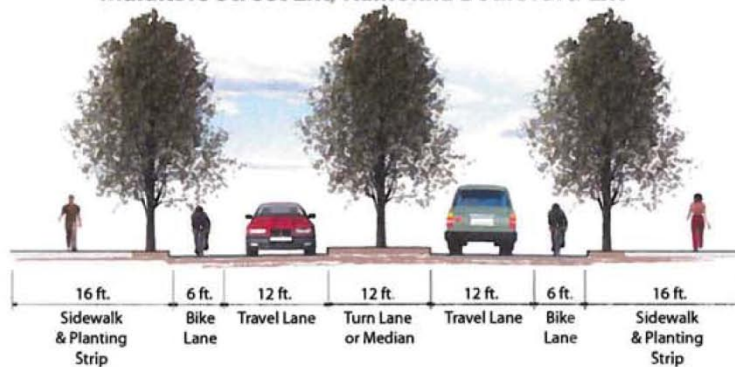 16 ft. 6 ft. 12 ft. 12 ft. 12 ft. 6 ft. 16 ft.
Sidewalk Bike Travel Lane Turn Lane Travel Lane Bike Sidewalk
& Planting Lane or Median Lane & Planting
Strip Strip